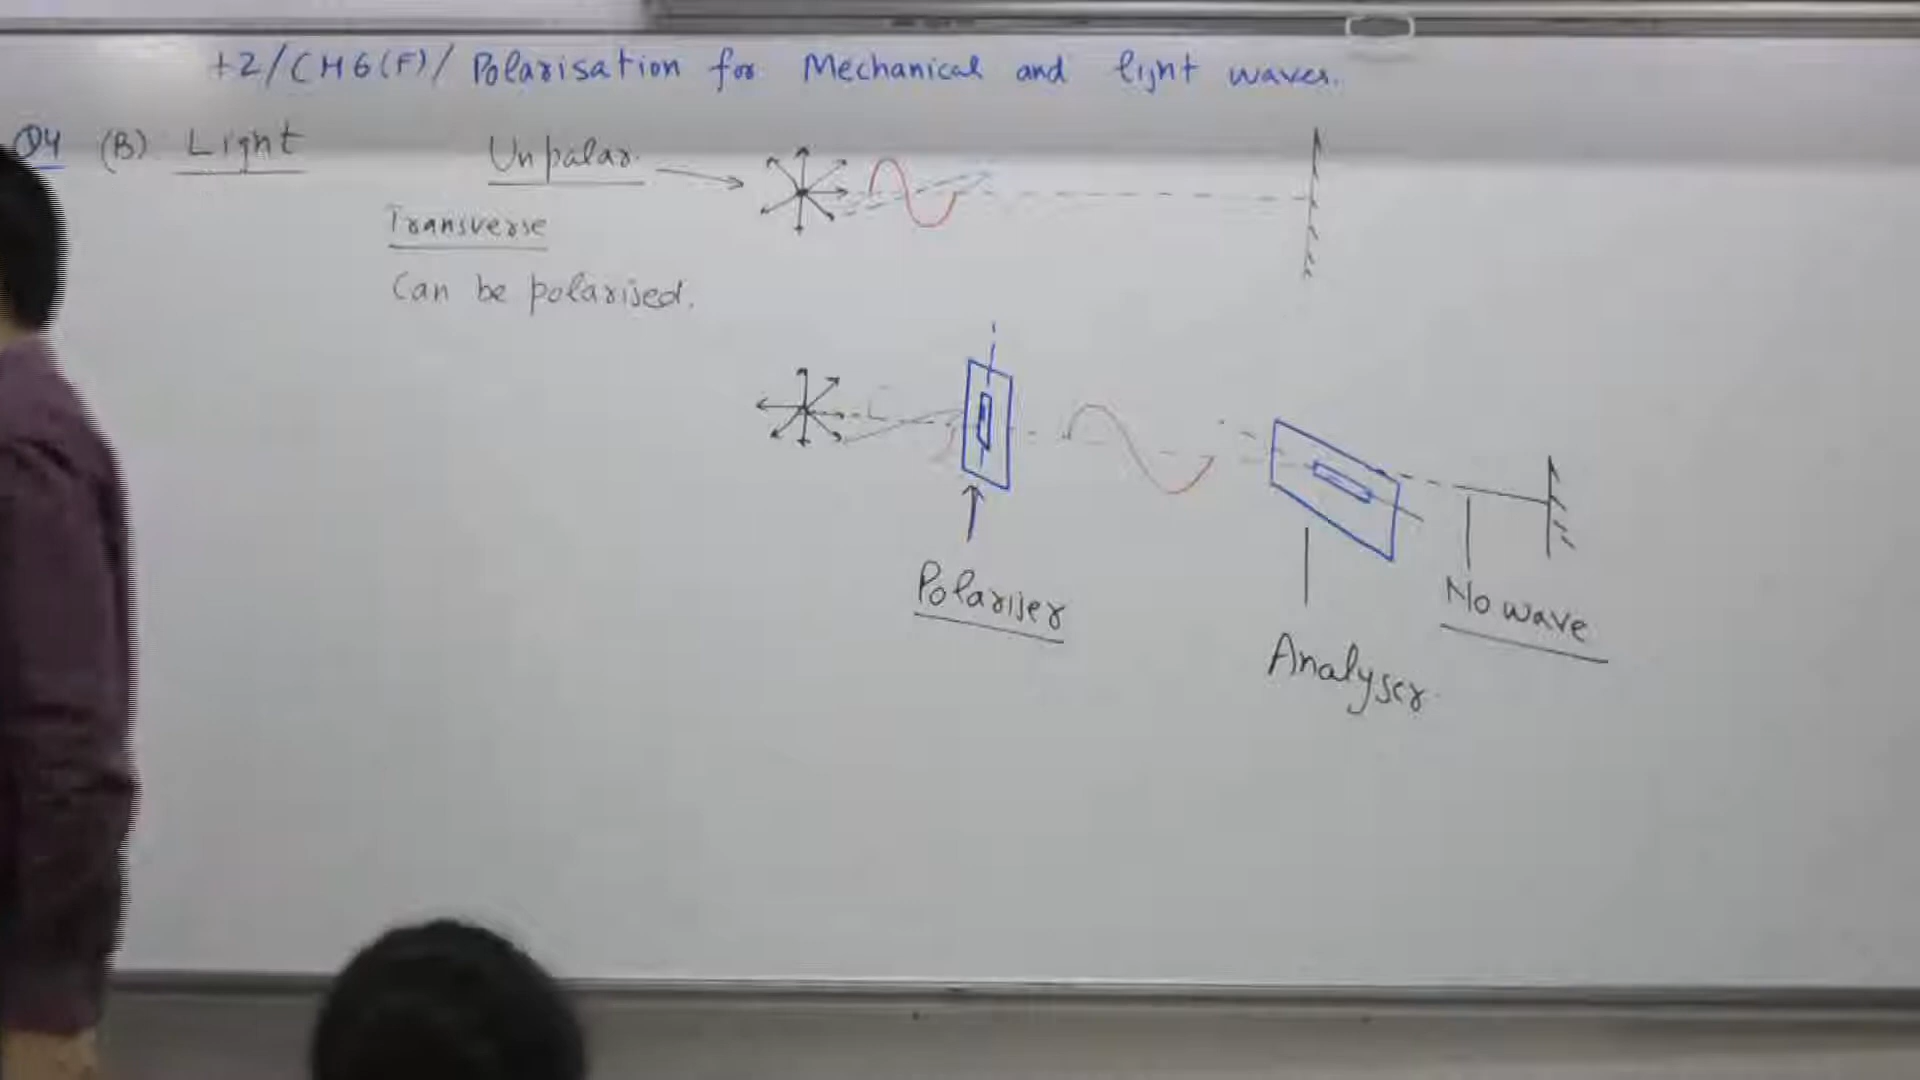 +2/CH6(F)/ Polarisation for Mechanical and light waves.
Q4 (B) Light
Unpolar.
Transverse
Can be polarised.
Polariser
Analyser
No wave